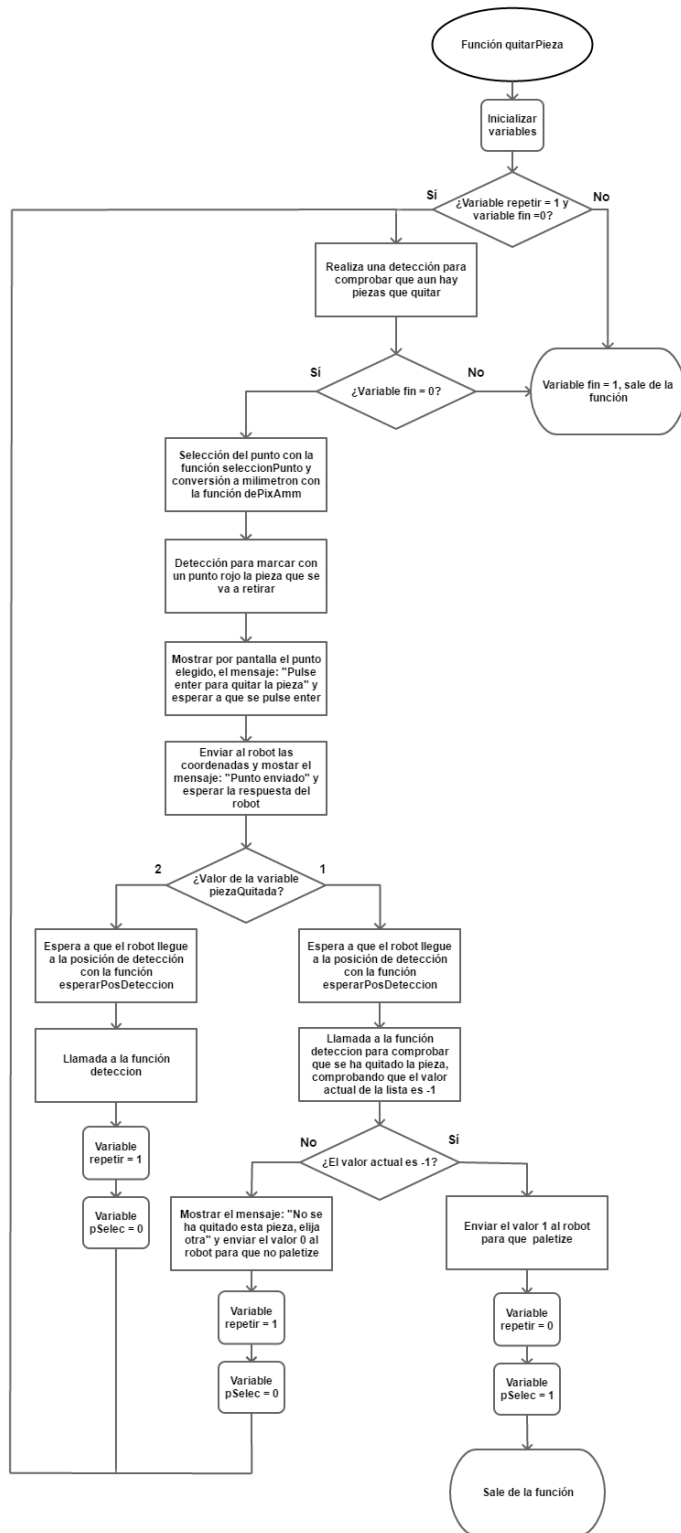 Función quitarPieza
Inicializar
variables
Sí
¿Variable repetir = 1 y
variable fin =0?
No
Realiza una detección para
comprobar que aun hay
piezas que quitar
Sí
¿Variable fin = 0?
No
Variable fin = 1, sale de la
función
Selección del punto con la
función seleccionPunto y
conversión a milimetron con
la función dePixAmm
Detección para marcar con
un punto rojo la pieza que se
va a retirar
Mostrar por pantalla el punto
elegido, el mensaje: "Pulse
enter para quitar la pieza" y
esperar a que se pulse enter
Enviar al robot las
coordenadas y mostar el
mensaje: "Punto enviado" y
esperar la respuesta del
robot
2
¿Valor de la variable
piezaQuitada?
1
Espera a que el robot llegue
a la posición de detección
con la función
esperarPosDeteccion
Espera a que el robot llegue
a la posición de detección
con la función
esperarPosDeteccion
Llamada a la función
deteccion
Llamada a la función
deteccion para comprobar
que se ha quitado la pieza,
comprobando que el valor
actual de la lista es -1
Variable
repetir = 1
Variable
pSelec = 0
No
¿El valor actual es -1?
Sí
Mostrar el mensaje: "No se
ha quitado esta pieza, elija
otra" y enviar el valor 0 al
robot para que no paletize
Enviar el valor 1 al robot
para que paletize
Variable
repetir = 1
Variable
repetir = 0
Variable
pSelec = 0
Variable
pSelec = 1
Sale de la función